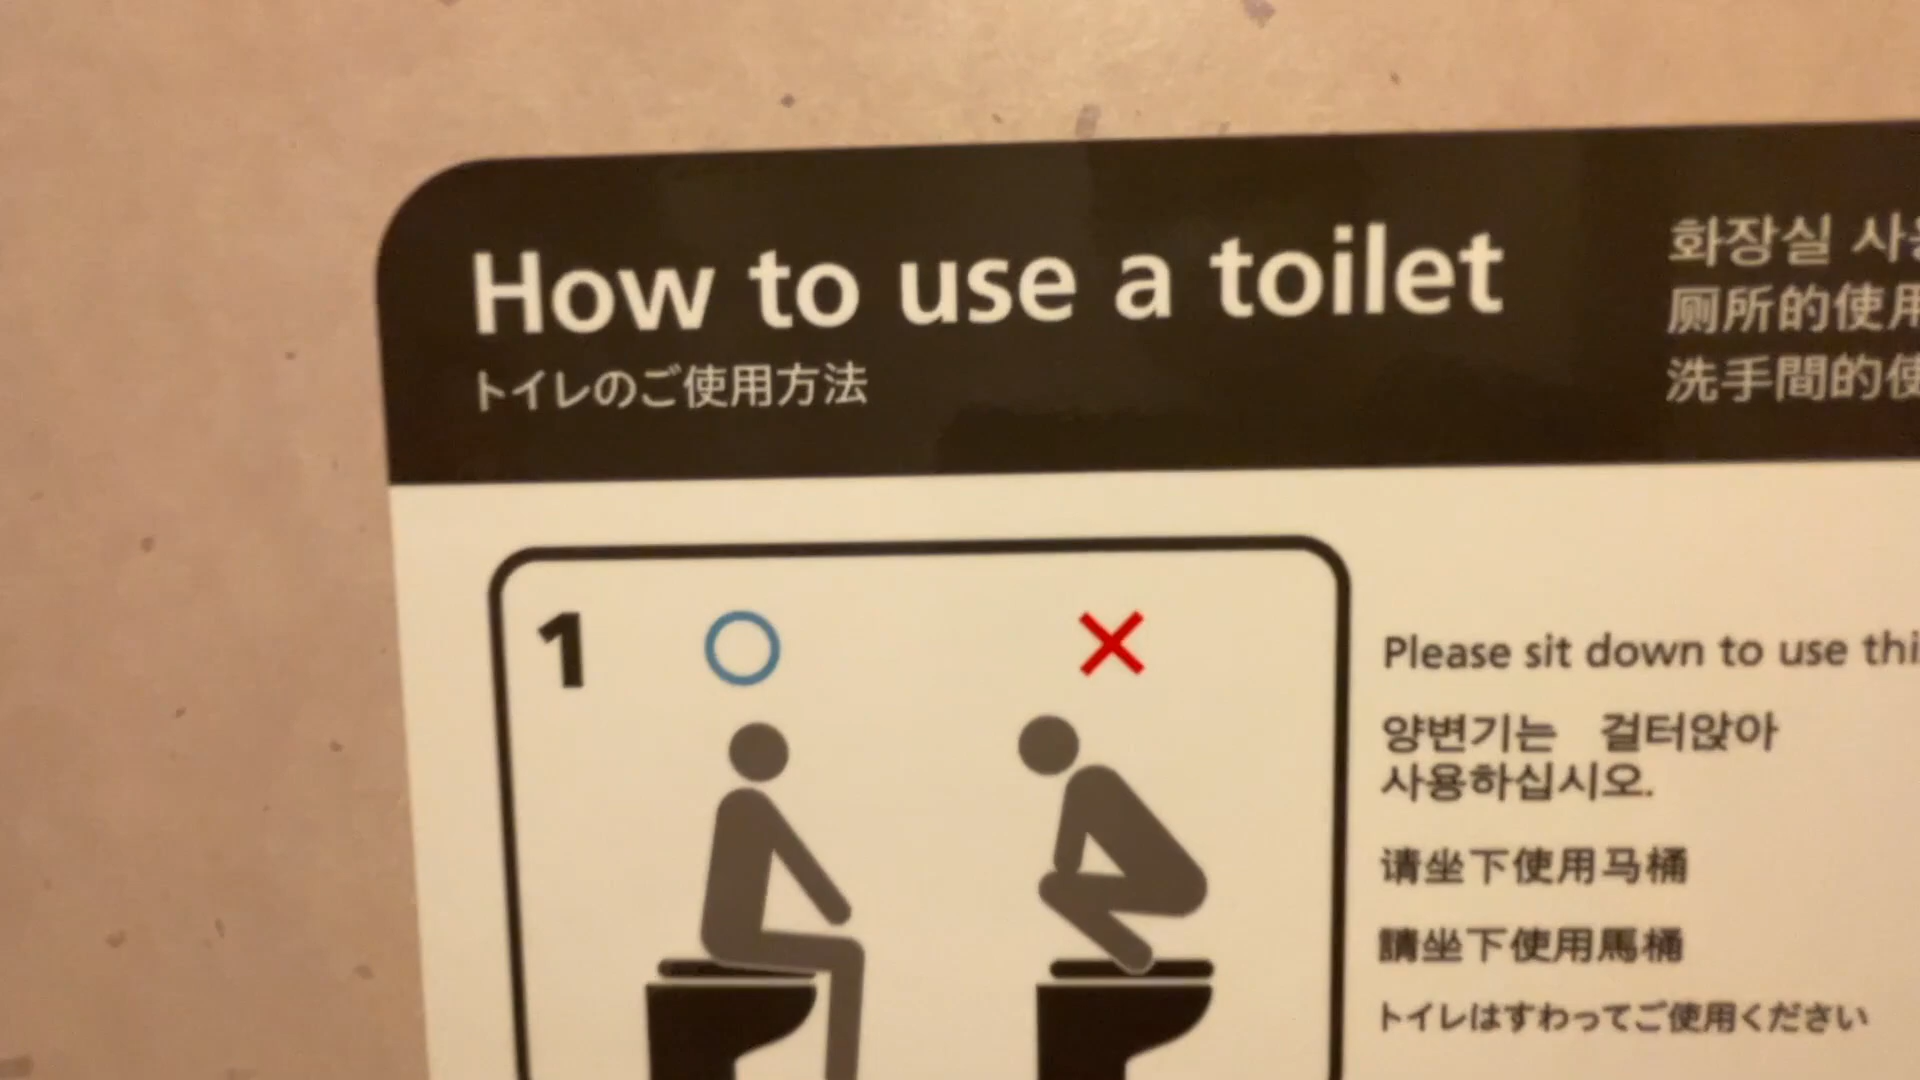 How to use a toilet
トイレのご使用方法
화장실
厕所的使用
洗手間的使
1
Please sit down to use
양변기는 걸터앉아
사용하십시오.
请坐下使用马桶
請坐下使用馬桶
トイレはすわってご使用ください